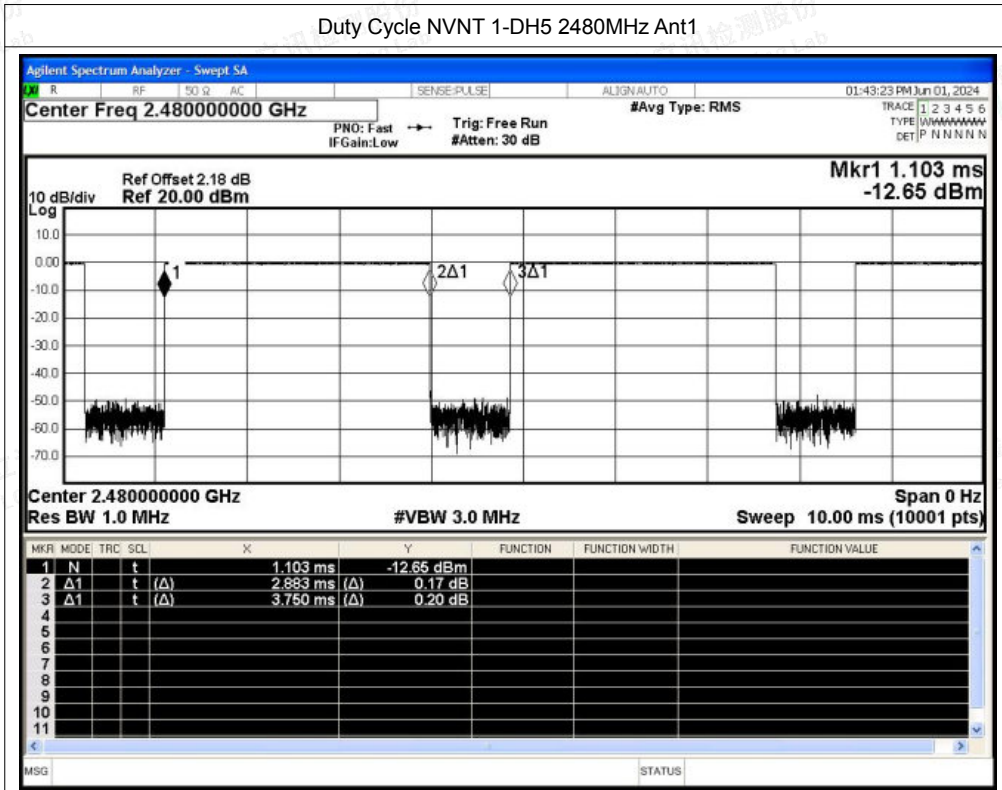 Duty Cycle NVNT 1-DH5 2480MHz Ant1
Agilent Spectrum Analyzer - Swept SA
R RF 50 Ω AC SENSE:PULSE ALIGN AUTO 01:43:23 PM Jun 01, 2024
Center Freq 2.480000000 GHz #Avg Type: RMS TRACE 1 2 3 4 5 6
PNO: Fast Trig: Free Run TYPE
IFGain:Low #Atten: 30 dB DET P N N N N N
Mkr1 1.103 ms
Ref Offset 2.18 dB
10 dB/div Ref 20.00 dBm -12.65 dBm
Log
10.0
0.00
1 2Δ1 3Δ1
-10.0
-20.0
-30.0
-40.0
-50.0
-60.0
-70.0
Center 2.480000000 GHz Span 0 Hz
Res BW 1.0 MHz #VBW 3.0 MHz Sweep 10.00 ms (10001 pts)
MKR MODE TRC SCL X Y FUNCTION FUNCTION WIDTH FUNCTION VALUE
1 N t 1.103 ms -12.65 dBm
2 Δ1 t (Δ) 2.883 ms (Δ) 0.17 dB
3 Δ1 t (Δ) 3.750 ms (Δ) 0.20 dB
4
5
6
7
8
9
10
11
MSG STATUS